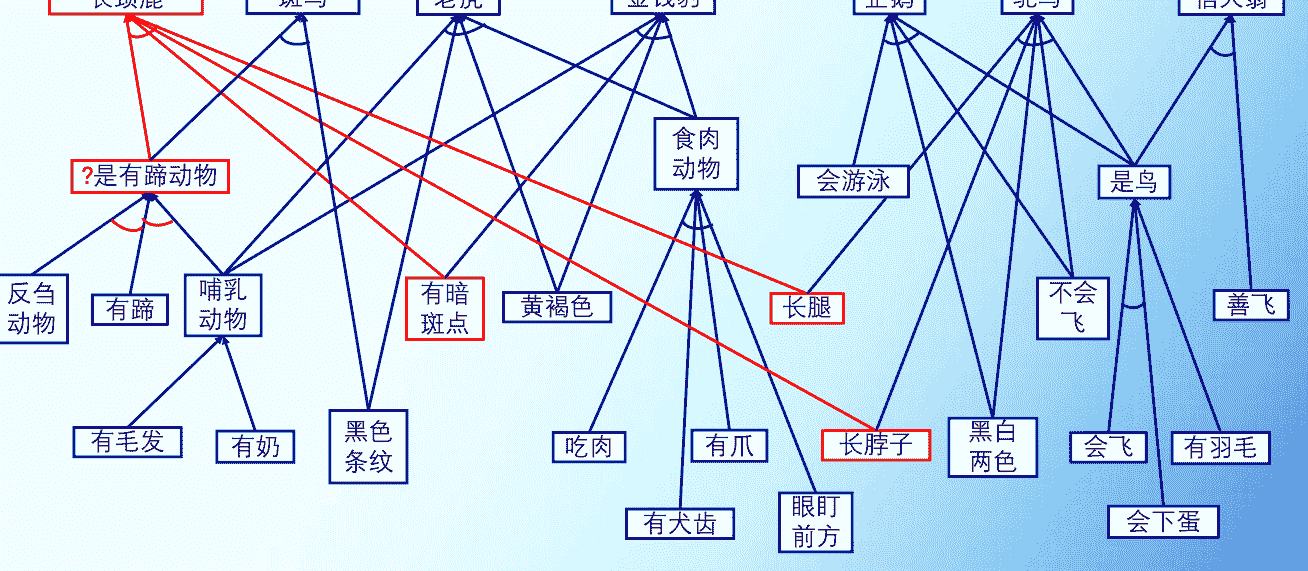 长颈鹿
斑马
老虎
金钱豹
企鹅
鸵鸟
信天翁
食肉
动物
?是有蹄动物
会游泳
是鸟
反刍
动物
有蹄
哺乳
动物
有暗
斑点
黄褐色
长腿
不会
飞
善飞
有毛发
有奶
黑色
条纹
吃肉
有爪
长脖子
黑白
两色
会飞
有羽毛
有犬齿
眼盯
前方
会下蛋